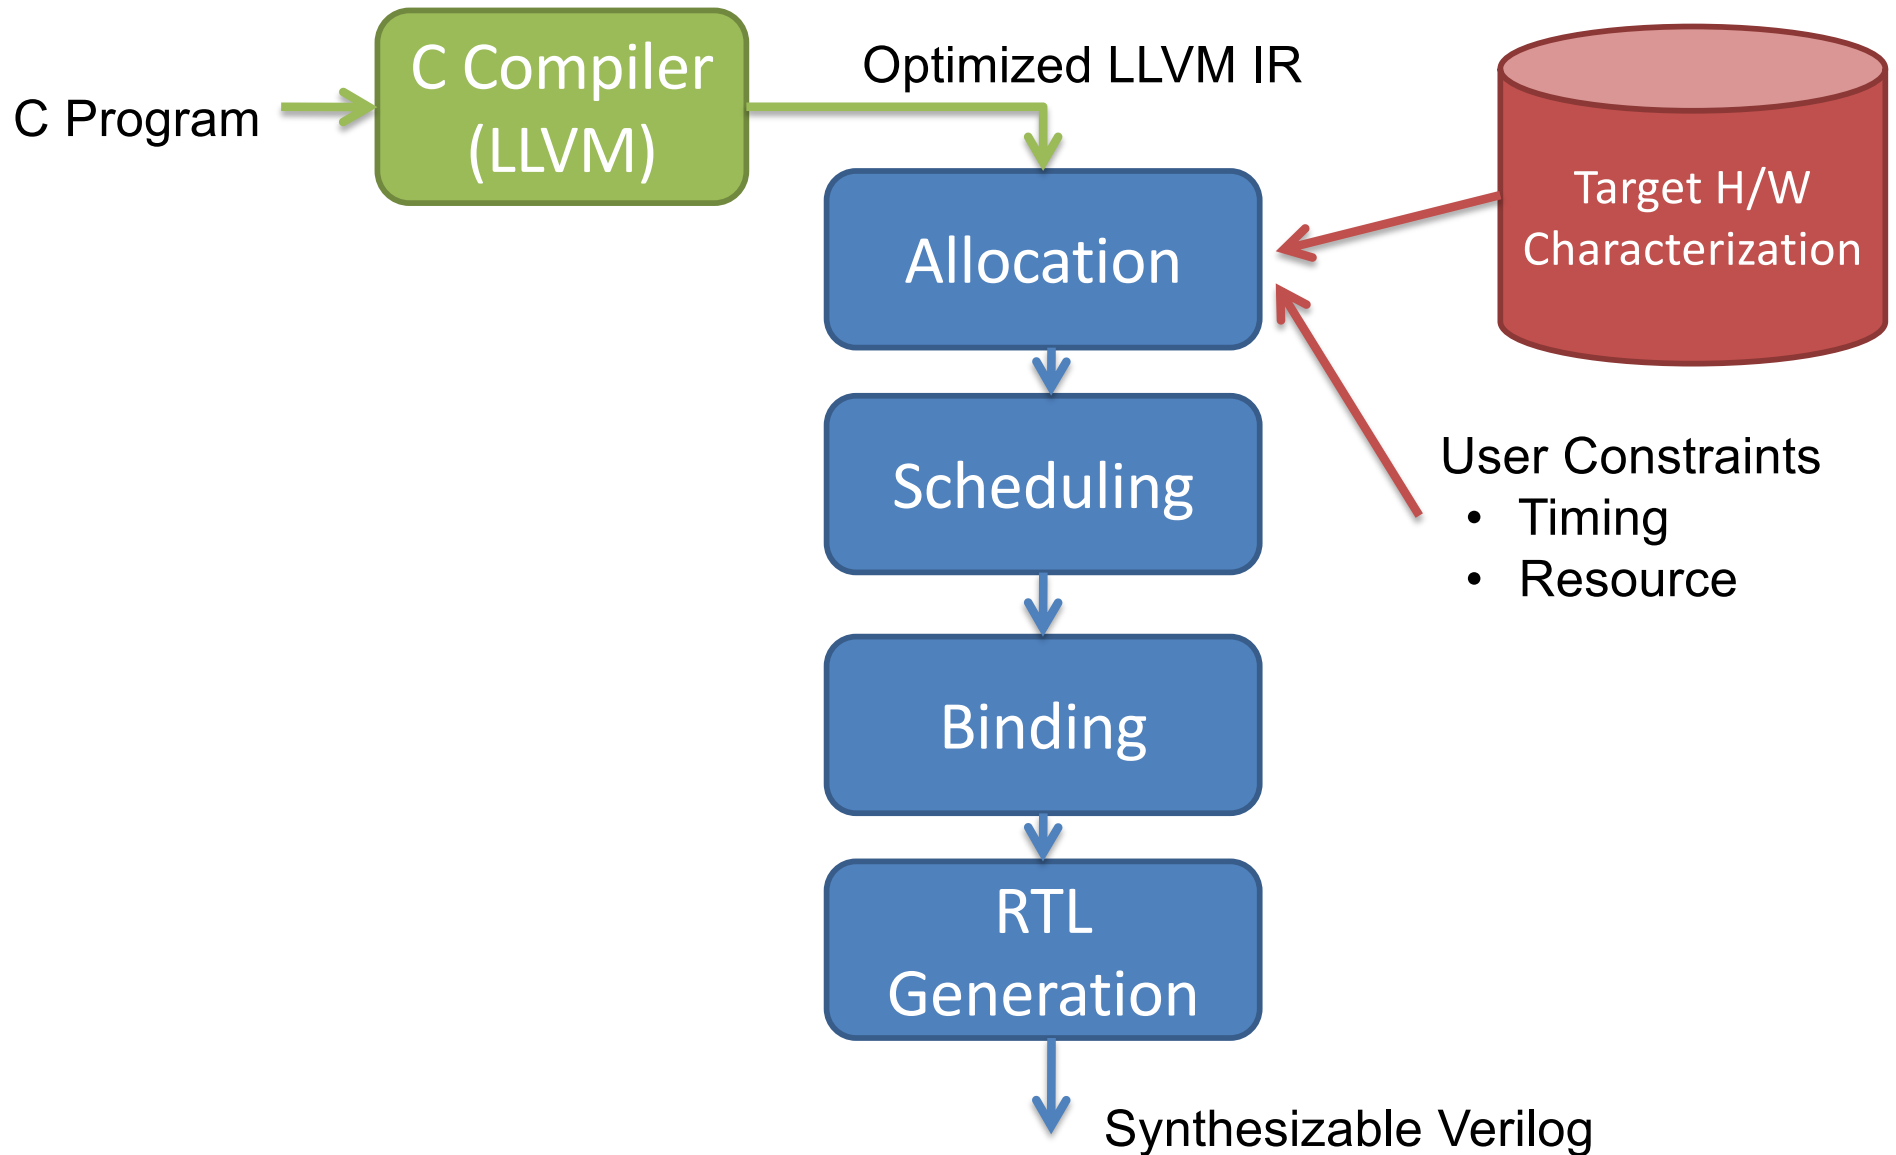 C Program
C Compiler
(LLVM)
Optimized LLVM IR
Target H/W
Characterization
Allocation
Scheduling
User Constraints
• Timing
• Resource
Binding
RTL
Generation
Synthesizable Verilog